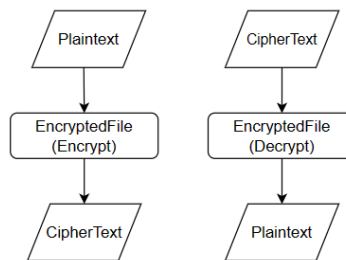 Plaintext
CipherText
EncryptedFile
(Encrypt)
EncryptedFile
(Decrypt)
CipherText
Plaintext